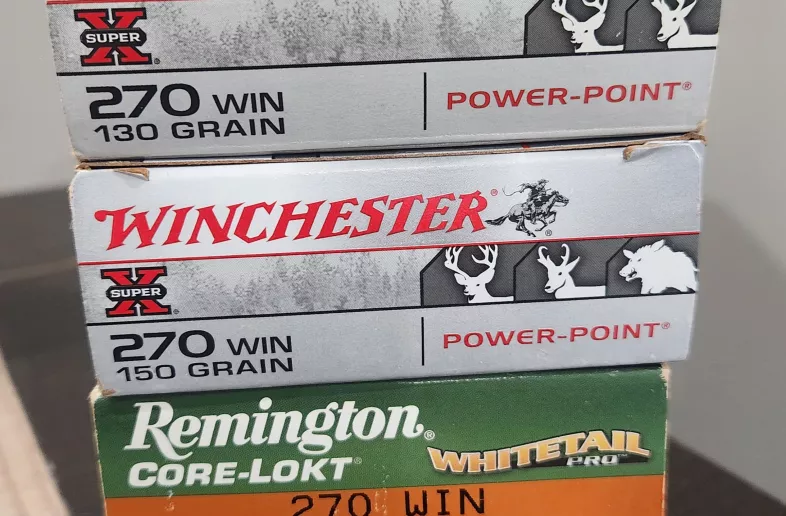 SUPER X®
270 WIN
130 GRAIN
POWER-POINT®
WINCHESTER®
SUPER X®
270 WIN
150 GRAIN
POWER-POINT®
Remington®
CORE-LOKT®
WHITETAIL
PRO™
270 WIN